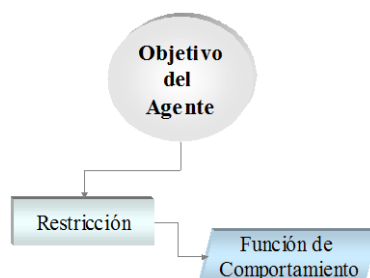 Objetivo
del
Agente
Restricción
Función de
Comportamiento